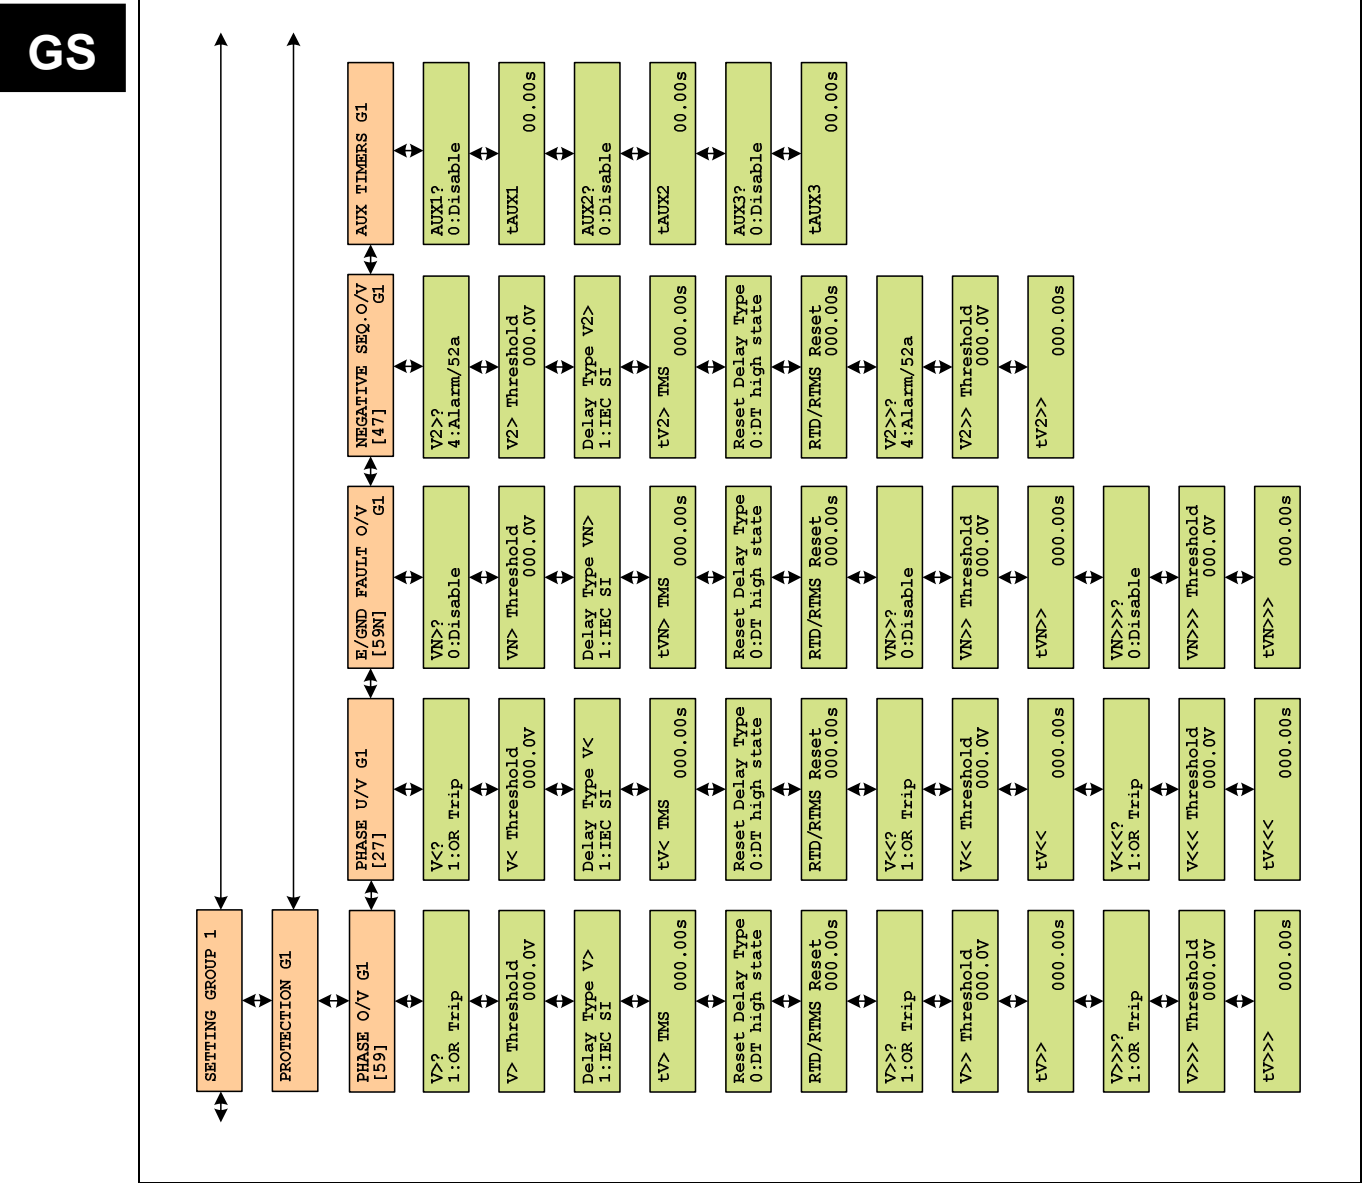 GS
SETTING GROUP 1
PROTECTION G1
PHASE O/V G1
[59]
V>?
1:OR Trip
V> Threshold
000.0V
Delay Type V>
1:IEC SI
tV> TMS
000.00s
Reset Delay Type
0:DT high state
RTD/RTMS Reset
000.00s
V>>?
1:OR Trip
V>> Threshold
000.0V
tV>>
000.00s
V>>>?
1:OR Trip
V>>> Threshold
000.0V
tV>>>
000.00s
PHASE U/V G1
[27]
V<?
1:OR Trip
V< Threshold
000.0V
Delay Type V<
1:IEC SI
tV< TMS
000.00s
Reset Delay Type
0:DT high state
RTD/RTMS Reset
000.00s
V<<?
1:OR Trip
V<< Threshold
000.0V
tV<<
000.00s
V<<<?
1:OR Trip
V<<< Threshold
000.0V
tV<<<
000.00s
E/GND FAULT O/V
[59N] G1
VN>?
0:Disable
VN> Threshold
000.0V
Delay Type VN>
1:IEC SI
tVN> TMS
000.00s
Reset Delay Type
0:DT high state
RTD/RTMS Reset
000.00s
VN>>?
0:Disable
VN>> Threshold
000.0V
tVN>>
000.00s
VN>>>?
0:Disable
VN>>> Threshold
000.0V
tVN>>>
000.00s
NEGATIVE SEQ.O/V
[47] G1
V2>?
4:Alarm/52a
V2> Threshold
000.0V
Delay Type V2>
1:IEC SI
tV2> TMS
000.00s
Reset Delay Type
0:DT high state
RTD/RTMS Reset
000.00s
V2>>?
4:Alarm/52a
V2>> Threshold
000.0V
tV2>>
000.00s
AUX TIMERS G1
AUX1?
0:Disable
tAUX1
00.00s
AUX2?
0:Disable
tAUX2
00.00s
AUX3?
0:Disable
tAUX3
00.00s